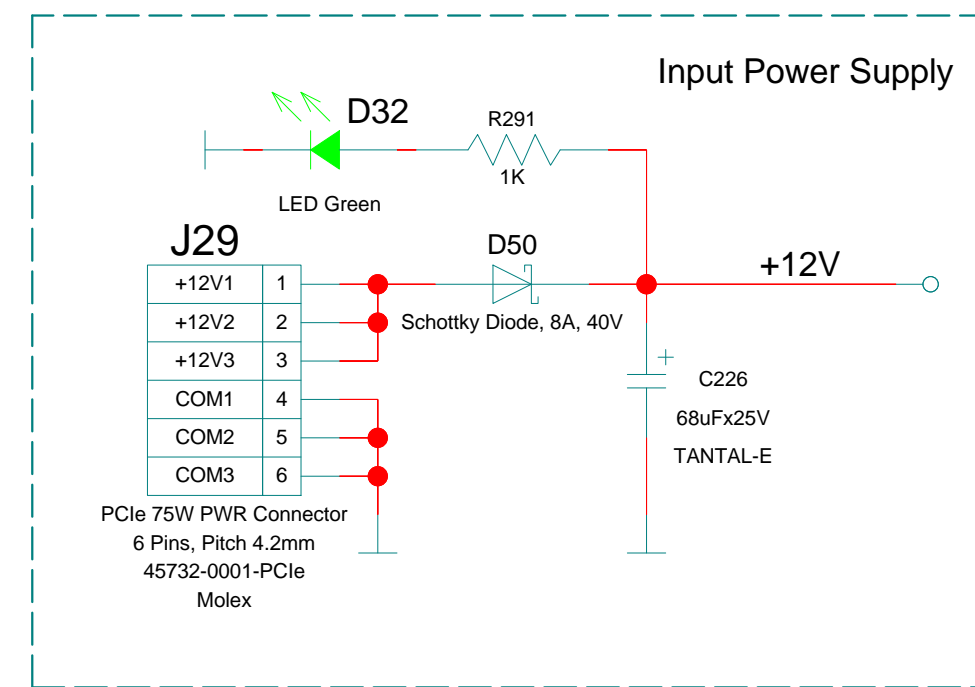 Input Power Supply
D32
R291
1K
LED Green
J29
D50
+12V
+12V1 1
+12V2 2
+12V3 3
COM1 4
COM2 5
COM3 6
Schottky Diode, 8A, 40V
+
C226
68uFx25V
TANTAL-E
PCIe 75W PWR Connector
6 Pins, Pitch 4.2mm
45732-0001-PCIe
Molex